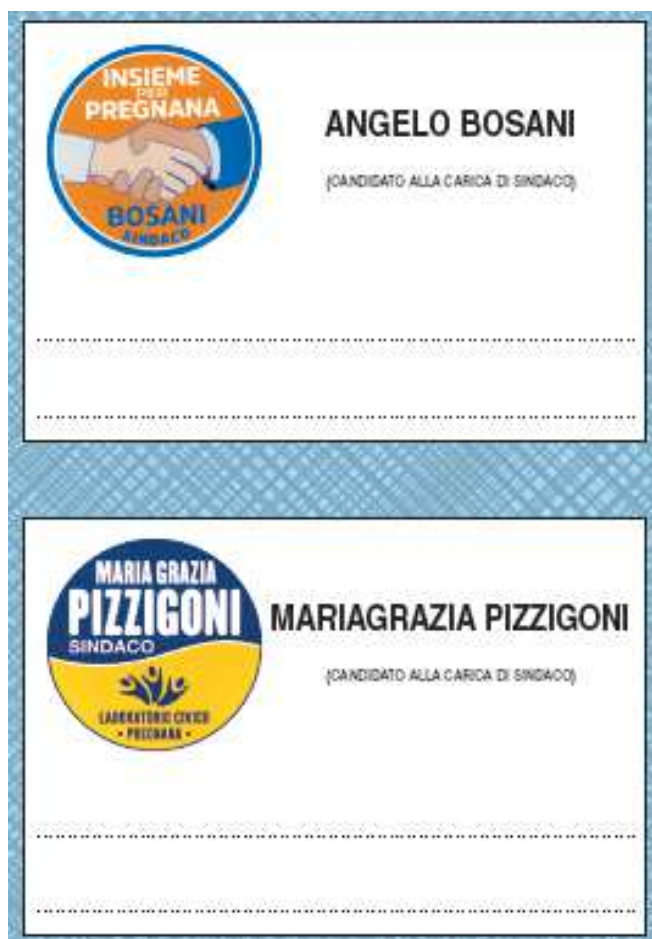 INSIEME
PER
PREGNANA
BOSANI
SINDACO
ANGELO BOSANI
(CANDIDATO ALLA CARICA DI SINDACO)
MARIA GRAZIA
PIZZIGONI
SINDACO
LABORATORIO CIVICO
• PREGNANA •
MARIAGRAZIA PIZZIGONI
(CANDIDATO ALLA CARICA DI SINDACO)